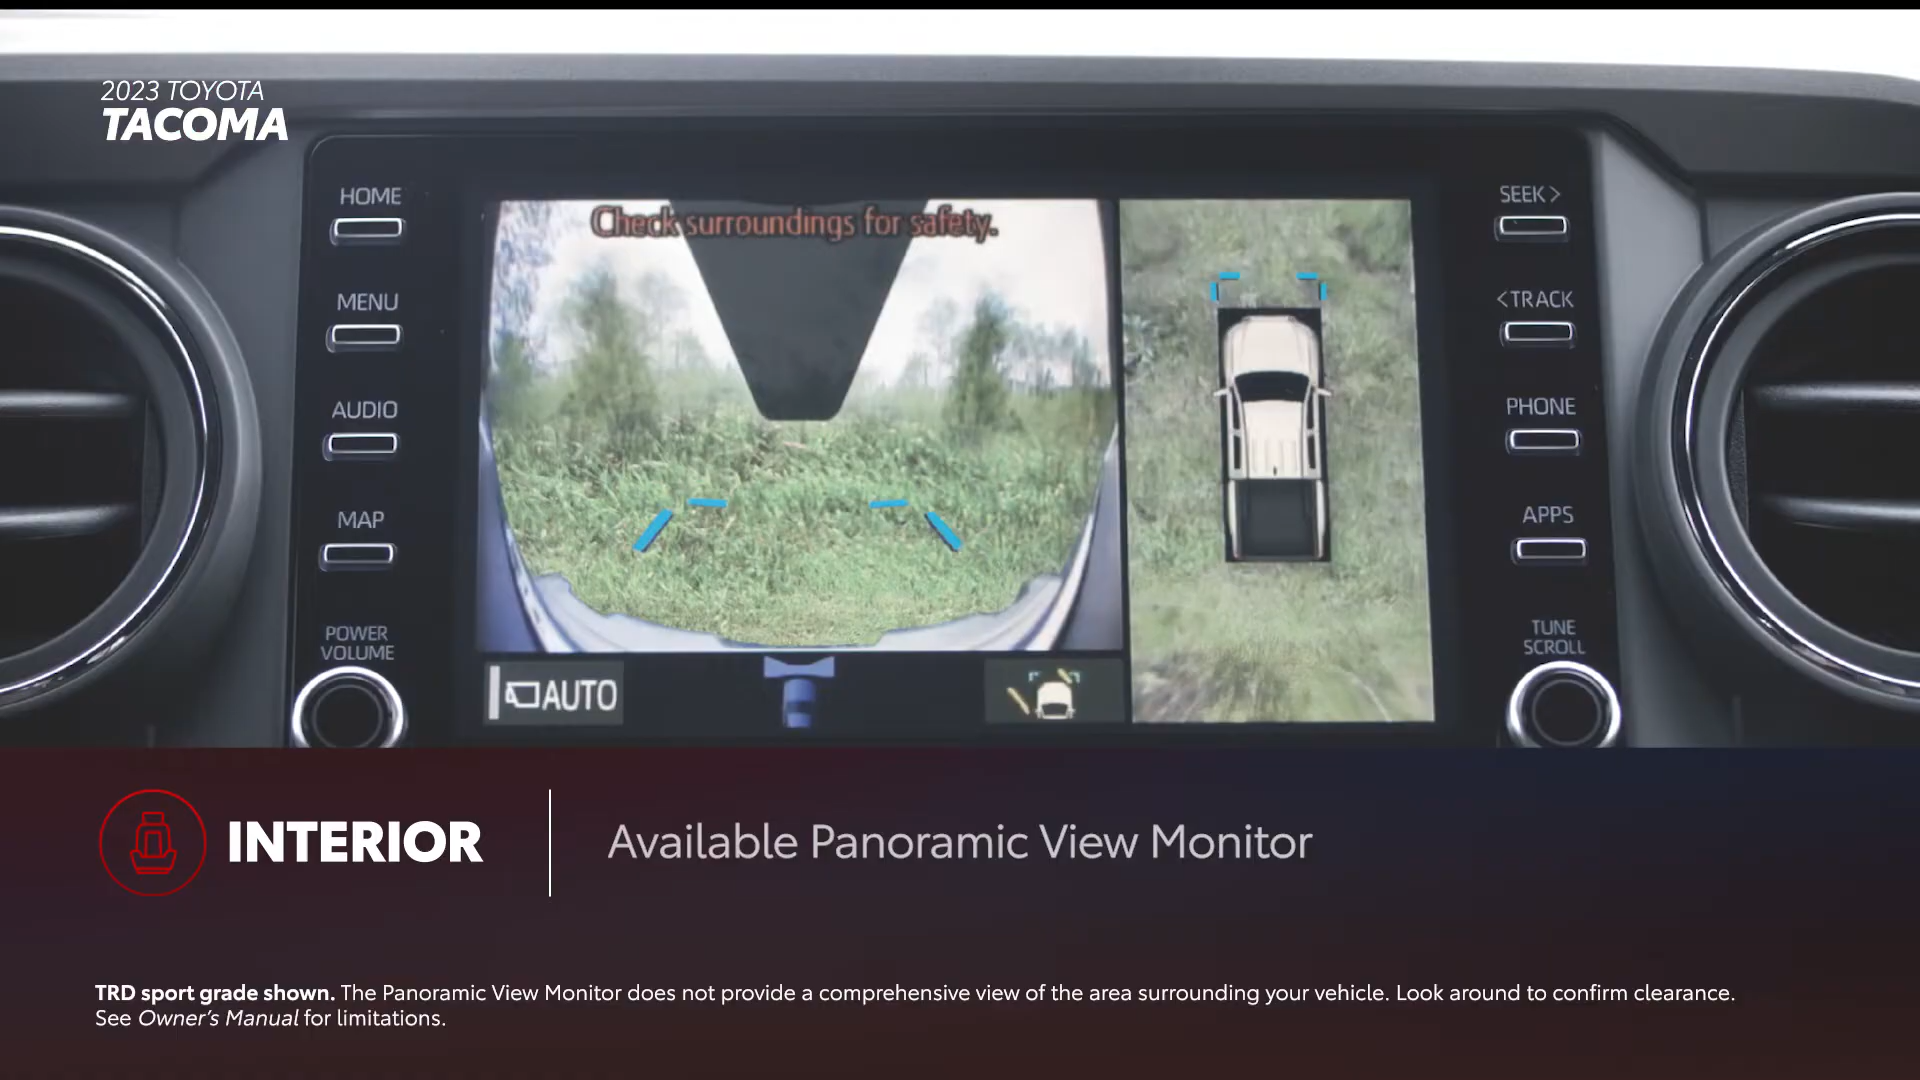 2023 TOYOTA
TACOMA
HOME
MENU
AUDIO
MAP
POWER
VOLUME
Check surroundings for safety.
AUTO
SEEK >
< TRACK
PHONE
APPS
TUNE
SCROLL
INTERIOR
Available Panoramic View Monitor
TRD sport grade shown. The Panoramic View Monitor does not provide a comprehensive view of the area surrounding your vehicle. Look around to confirm clearance.
See Owner's Manual for limitations.